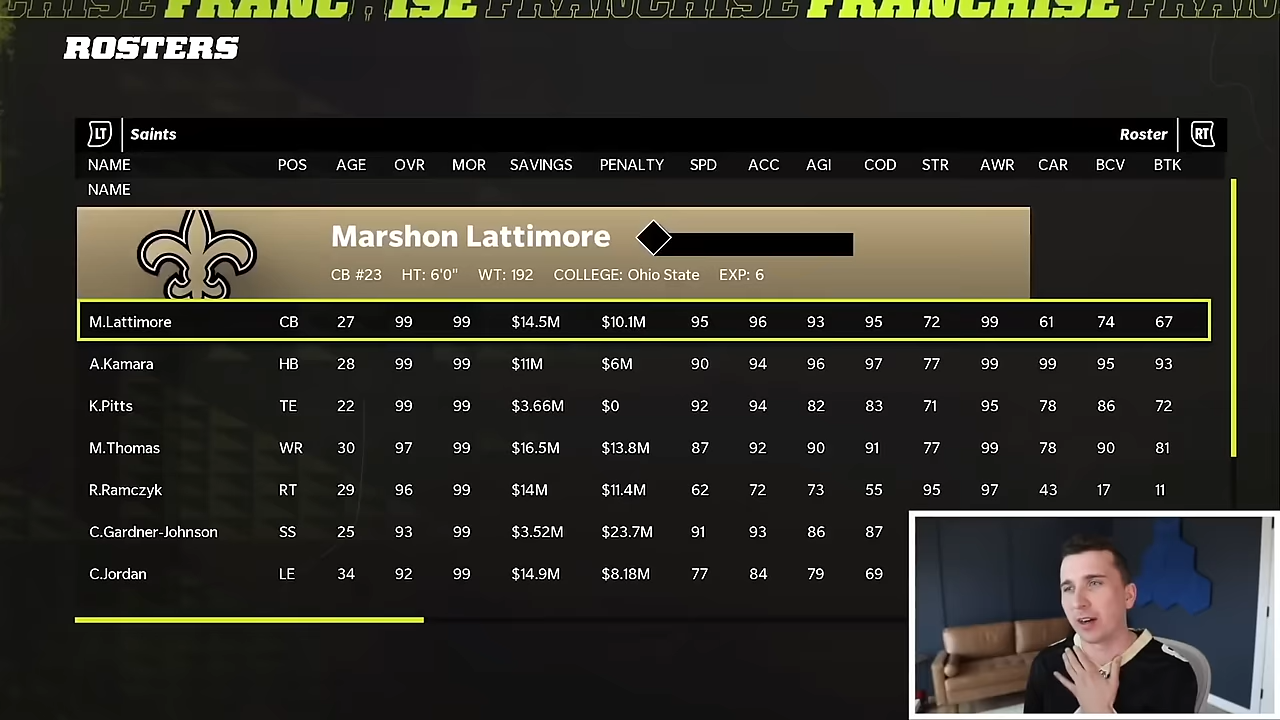 CHISE FRANCHISE FRANCHISE FRANCHISE FRAN
ROSTERS
LT Saints Roster RT
NAME POS AGE OVR MOR SAVINGS PENALTY SPD ACC AGI COD STR AWR CAR BCV BTK
NAME
Marshon Lattimore
CB #23 HT: 6'0" WT: 192 COLLEGE: Ohio State EXP: 6
M.Lattimore CB 27 99 99 $14.5M $10.1M 95 96 93 95 72 99 61 74 67
A.Kamara HB 28 99 99 $11M $6M 90 94 96 97 77 99 99 95 93
K.Pitts TE 22 99 99 $3.66M $0 92 94 82 83 71 95 78 86 72
M.Thomas WR 30 97 99 $16.5M $13.8M 87 92 90 91 77 99 78 90 81
R.Ramczyk RT 29 96 99 $14M $11.4M 62 72 73 55 95 97 43 17 11
C.Gardner-Johnson SS 25 93 99 $3.52M $23.7M 91 93 86 87
C.Jordan LE 34 92 99 $14.9M $8.18M 77 84 79 69